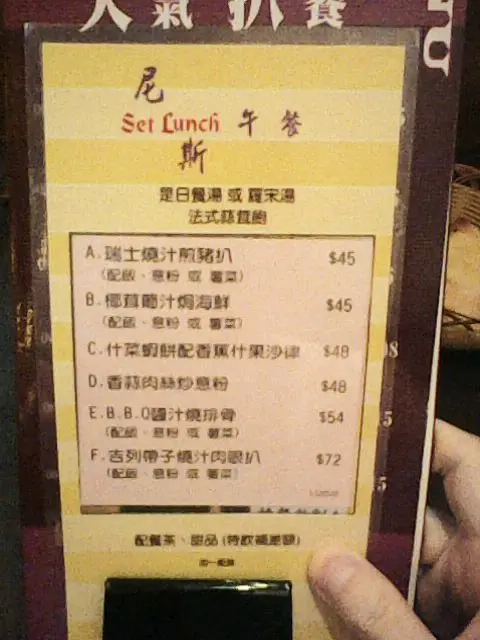 人氣扒餐
尼
Set Lunch 午 餐
斯
是日餐湯 或 羅宋湯
法式蒜茸飽
A. 瑞士燒汁煎豬扒 $45
(配飯、意粉 或 薯菜)
B. 椰茸葡汁焗海鮮 $45
(配飯、意粉 或 薯菜)
C. 什菜蝦餅配香蕉什果沙律 $48
D. 香蒜肉絲炒意粉 $48
E. B.B.Q醬汁燒排骨 $54
(配飯、意粉 或 薯菜)
F. 吉列帶子燒汁肉眼扒 $72
(配飯、意粉 或 薯菜)
配餐茶、甜品 (特飲補差額)